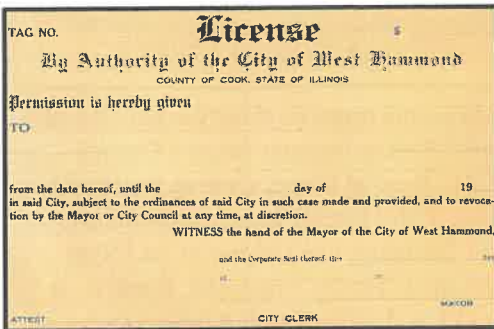 License $
TAG NO.
By Authority of the City of West Hammond
COUNTY OF COOK, STATE OF ILLINOIS
Permission is hereby given
TO
from the date hereof, until the day of 19
in said City, subject to the ordinances of said City in such case made and provided, and to revoca-
tion by the Mayor or City Council at any time, at discretion.
WITNESS the hand of the Mayor of the City of West Hammond,
and the Corporate Seal thereof this
MAYOR
ATTEST CITY CLERK